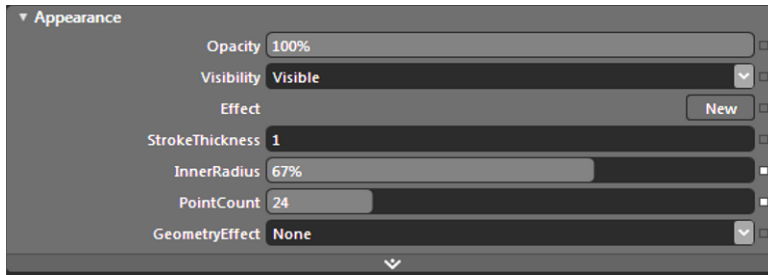 Appearance
Opacity 100%
Visibility Visible
Effect New
StrokeThickness 1
InnerRadius 67%
PointCount 24
GeometryEffect None